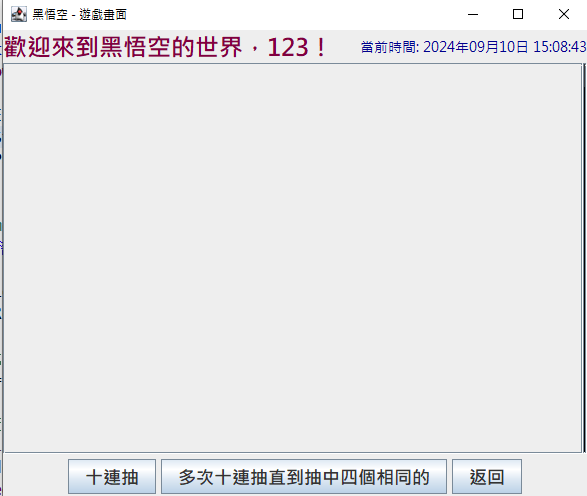 黑悟空 - 遊戲畫面
歡迎來到黑悟空的世界，123！
當前時間: 2024年09月10日 15:08:43
十連抽
多次十連抽直到抽中四個相同的
返回